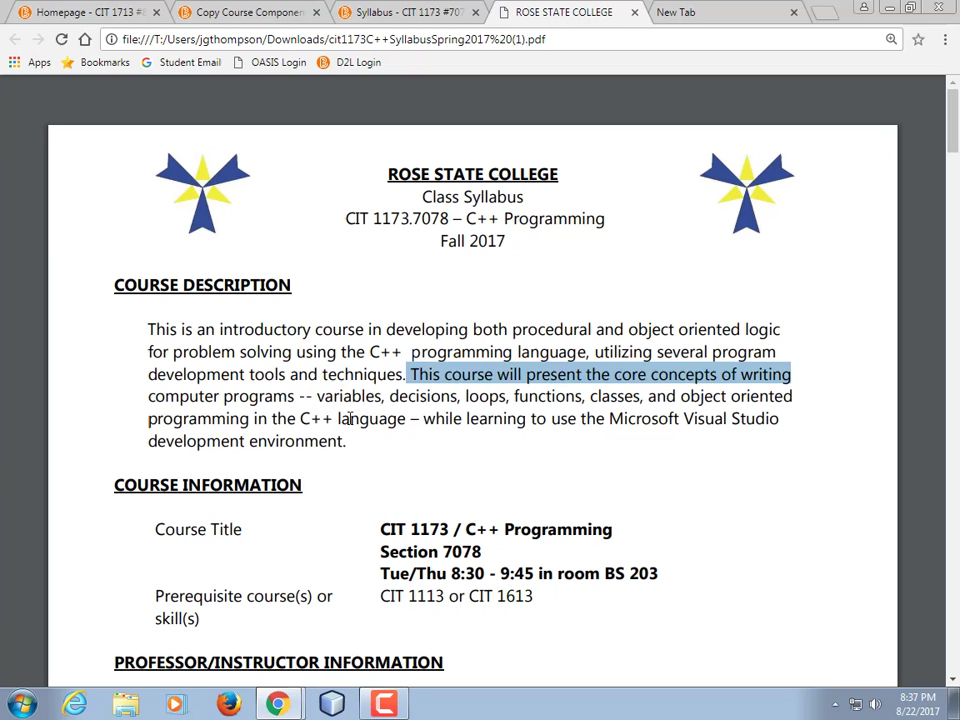 Homepage - CIT 1713 #8
Copy Course Componen
Syllabus - CIT 1173 #707
ROSE STATE COLLEGE
New Tab
file:///T:/Users/jgthompson/Downloads/cit1173C++SyllabusSpring2017%20(1).pdf
Apps
Bookmarks
Student Email
OASIS Login
D2L Login
ROSE STATE COLLEGE
Class Syllabus
CIT 1173.7078 – C++ Programming
Fall 2017
COURSE DESCRIPTION
This is an introductory course in developing both procedural and object oriented logic
for problem solving using the C++ programming language, utilizing several program
development tools and techniques. This course will present the core concepts of writing
computer programs -- variables, decisions, loops, functions, classes, and object oriented
programming in the C++ language – while learning to use the Microsoft Visual Studio
development environment.
COURSE INFORMATION
Course Title
CIT 1173 / C++ Programming
Section 7078
Tue/Thu 8:30 - 9:45 in room BS 203
Prerequisite course(s) or
skill(s)
CIT 1113 or CIT 1613
PROFESSOR/INSTRUCTOR INFORMATION
8:37 PM
8/22/2017